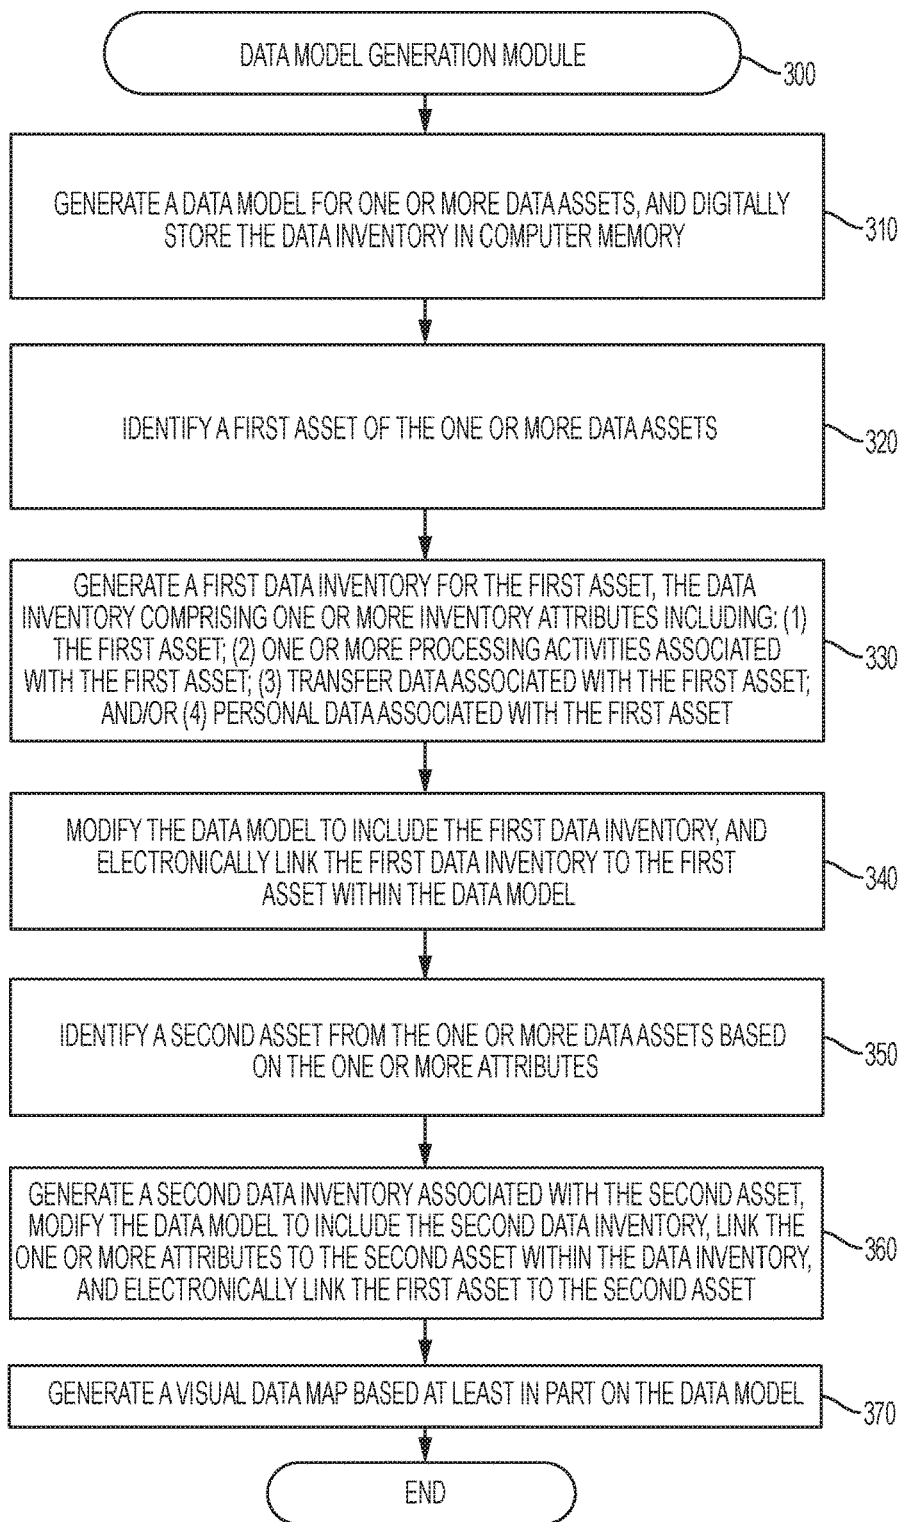 DATA MODEL GENERATION MODULE
300
GENERATE A DATA MODEL FOR ONE OR MORE DATA ASSETS, AND DIGITALLY
STORE THE DATA INVENTORY IN COMPUTER MEMORY
310
IDENTIFY A FIRST ASSET OF THE ONE OR MORE DATA ASSETS
320
GENERATE A FIRST DATA INVENTORY FOR THE FIRST ASSET, THE DATA
INVENTORY COMPRISING ONE OR MORE INVENTORY ATTRIBUTES INCLUDING: (1)
THE FIRST ASSET; (2) ONE OR MORE PROCESSING ACTIVITIES ASSOCIATED
WITH THE FIRST ASSET; (3) TRANSFER DATA ASSOCIATED WITH THE FIRST ASSET;
AND/OR (4) PERSONAL DATA ASSOCIATED WITH THE FIRST ASSET
330
MODIFY THE DATA MODEL TO INCLUDE THE FIRST DATA INVENTORY, AND
ELECTRONICALLY LINK THE FIRST DATA INVENTORY TO THE FIRST
ASSET WITHIN THE DATA MODEL
340
IDENTIFY A SECOND ASSET FROM THE ONE OR MORE DATA ASSETS BASED
ON THE ONE OR MORE ATTRIBUTES
350
GENERATE A SECOND DATA INVENTORY ASSOCIATED WITH THE SECOND ASSET,
MODIFY THE DATA MODEL TO INCLUDE THE SECOND DATA INVENTORY, LINK THE
ONE OR MORE ATTRIBUTES TO THE SECOND ASSET WITHIN THE DATA INVENTORY,
AND ELECTRONICALLY LINK THE FIRST ASSET TO THE SECOND ASSET
360
GENERATE A VISUAL DATA MAP BASED AT LEAST IN PART ON THE DATA MODEL
370
END